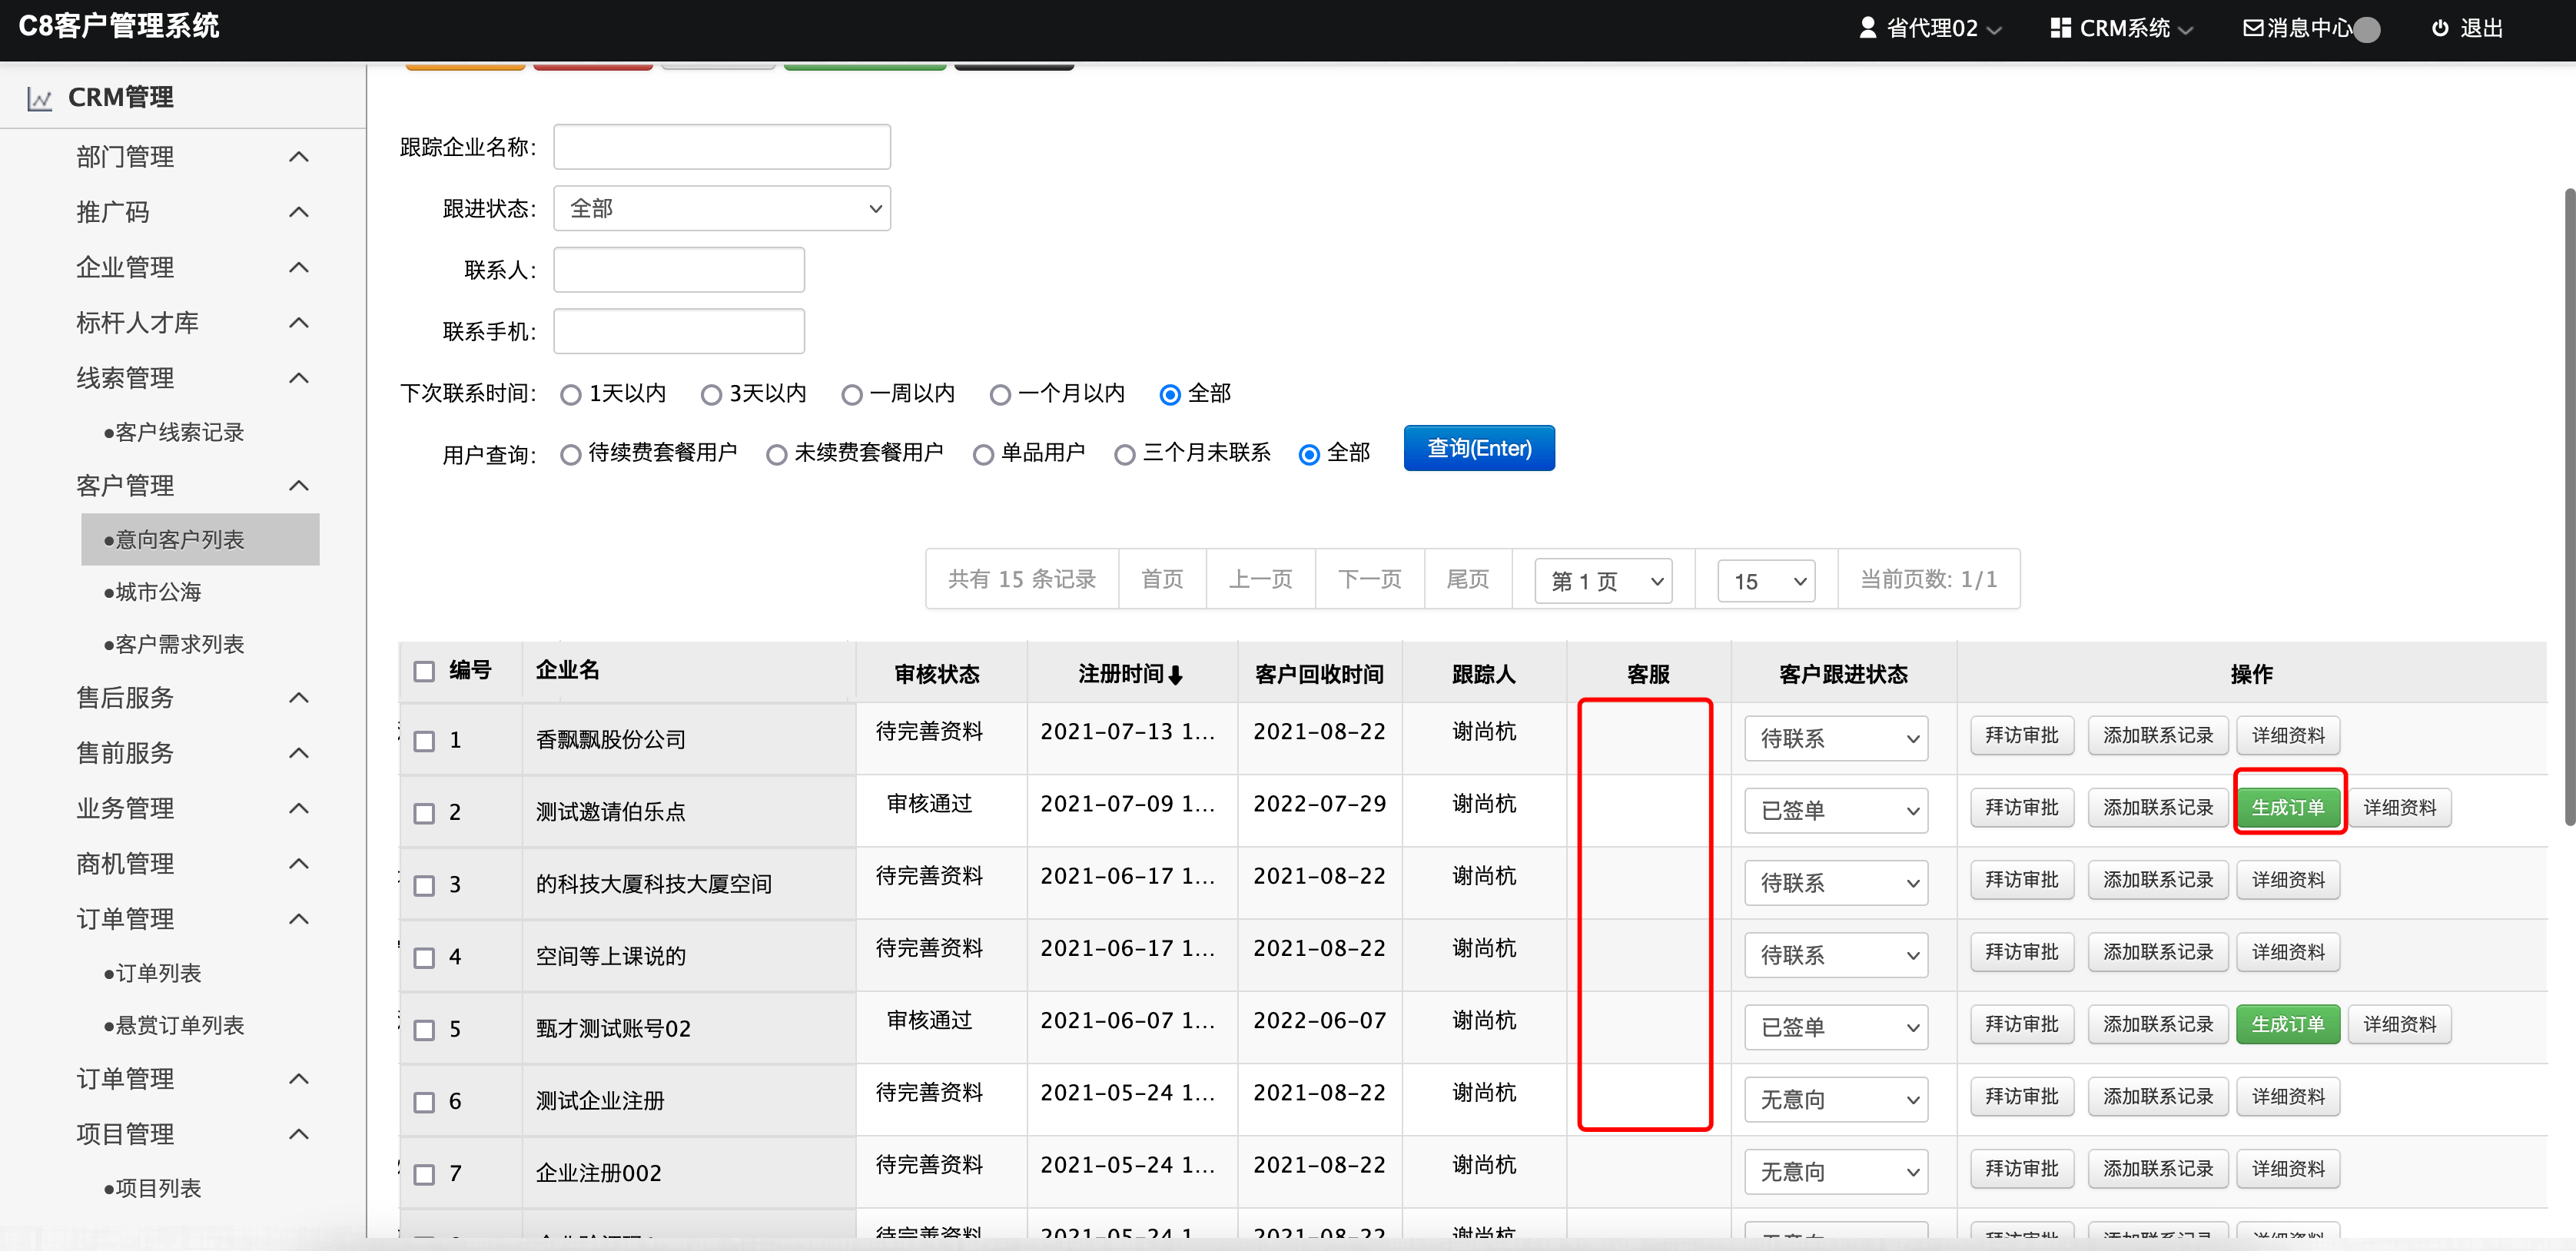 C8客户管理系统
省代理02
CRM系统
消息中心
退出
CRM管理
部门管理
推广码
企业管理
标杆人才库
线索管理
●客户线索记录
客户管理
●意向客户列表
●城市公海
●客户需求列表
售后服务
售前服务
业务管理
商机管理
订单管理
●订单列表
●悬赏订单列表
订单管理
项目管理
●项目列表
跟踪企业名称：
跟进状态： 全部
联系人：
联系手机：
下次联系时间： 1天以内 3天以内 一周以内 一个月以内 全部
用户查询： 待续费套餐用户 未续费套餐用户 单品用户 三个月未联系 全部 查询(Enter)
共有 15 条记录 首页 上一页 下一页 尾页 第 1 页 15 当前页数: 1/1
编号 企业名 审核状态 注册时间 客户回收时间 跟踪人 客服 客户跟进状态 操作
1 香飘飘股份公司 待完善资料 2021-07-13 1... 2021-08-22 谢尚杭 待联系 拜访审批 添加联系记录 详细资料
2 测试邀请伯乐点 审核通过 2021-07-09 1... 2022-07-29 谢尚杭 已签单 拜访审批 添加联系记录 生成订单 详细资料
3 的科技大厦科技大厦空间 待完善资料 2021-06-17 1... 2021-08-22 谢尚杭 待联系 拜访审批 添加联系记录 详细资料
4 空间等上课说的 待完善资料 2021-06-17 1... 2021-08-22 谢尚杭 待联系 拜访审批 添加联系记录 详细资料
5 甄才测试账号02 审核通过 2021-06-07 1... 2022-06-07 谢尚杭 已签单 拜访审批 添加联系记录 生成订单 详细资料
6 测试企业注册 待完善资料 2021-05-24 1... 2021-08-22 谢尚杭 无意向 拜访审批 添加联系记录 详细资料
7 企业注册002 待完善资料 2021-05-24 1... 2021-08-22 谢尚杭 无意向 拜访审批 添加联系记录 详细资料
待完善资料 2021-05-24 1 2021-08-22 谢尚杭 无意向 拜访审批 添加联系记录 详细资料